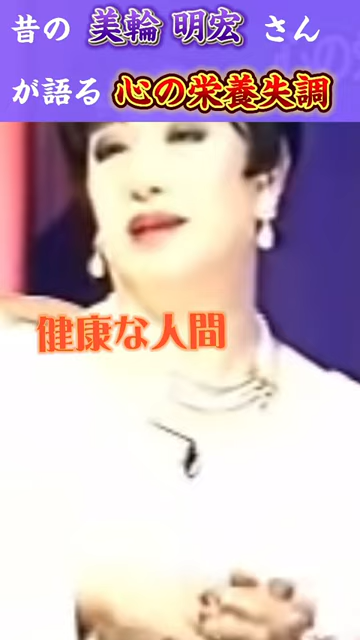 昔の 美輪 明宏 さん
が語る 心の栄養失調
健康な人間